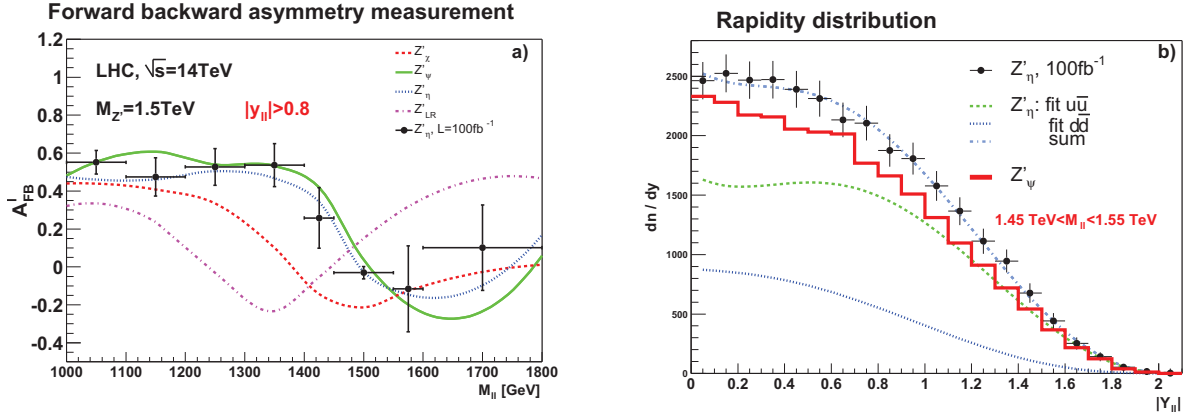 Forward backward asymmetry measurement
a)
LHC, √s=14TeV
M_Z'=1.5TeV |y_ll|>0.8
Z'_χ
Z'_ψ
Z'_η
Z'_LR
Z'_η, L=100fb⁻¹
A^l_FB
1.2
1
0.8
0.6
0.4
0.2
0
-0.2
-0.4
1000 1100 1200 1300 1400 1500 1600 1700 1800
M_ll [GeV]
Rapidity distribution
b)
Z'_η, 100fb⁻¹
Z'_η: fit uū
fit dd̄
sum
Z'_ψ
1.45 TeV<M_ll<1.55 TeV
dn / dy
2500
2000
1500
1000
500
0
0 0.2 0.4 0.6 0.8 1 1.2 1.4 1.6 1.8 2
|Y_ll|